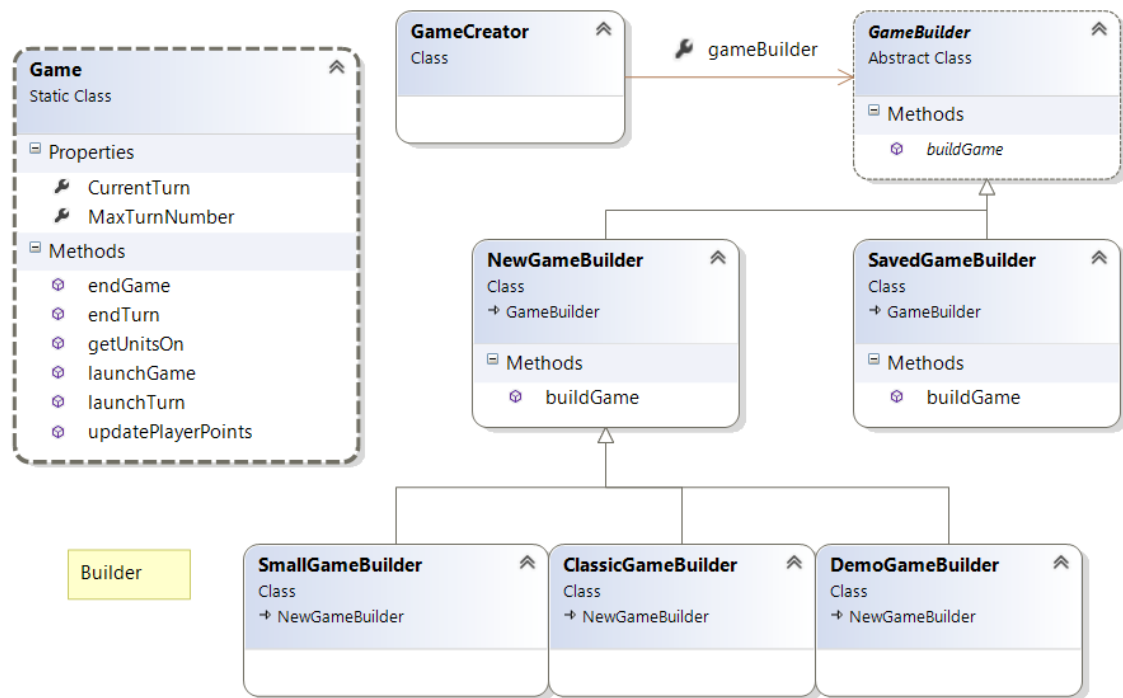 Game
Static Class
Properties
CurrentTurn
MaxTurnNumber
Methods
endGame
endTurn
getUnitsOn
launchGame
launchTurn
updatePlayerPoints
GameCreator
Class
gameBuilder
GameBuilder
Abstract Class
Methods
buildGame
NewGameBuilder
Class
GameBuilder
Methods
buildGame
SavedGameBuilder
Class
GameBuilder
Methods
buildGame
Builder
SmallGameBuilder
Class
NewGameBuilder
ClassicGameBuilder
Class
NewGameBuilder
DemoGameBuilder
Class
NewGameBuilder